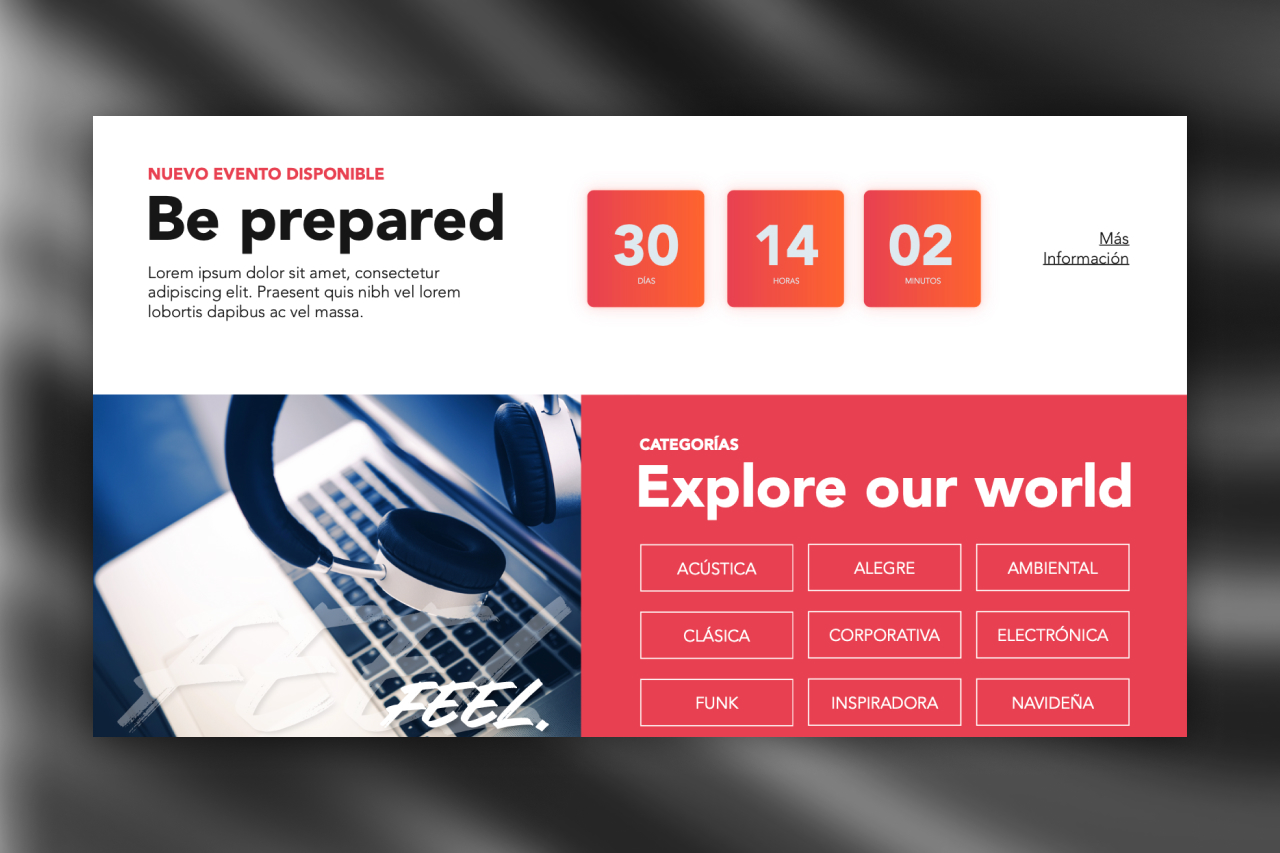 NUEVO EVENTO DISPONIBLE
Be prepared
Lorem ipsum dolor sit amet, consectetur
adipiscing elit. Praesent quis nibh vel lorem
lobortis dapibus ac vel massa.
30
DÍAS
14
HORAS
02
MINUTOS
Más
Información
FEEL.
CATEGORÍAS
Explore our world
ACÚSTICA
ALEGRE
AMBIENTAL
CLÁSICA
CORPORATIVA
ELECTRÓNICA
FUNK
INSPIRADORA
NAVIDEÑA